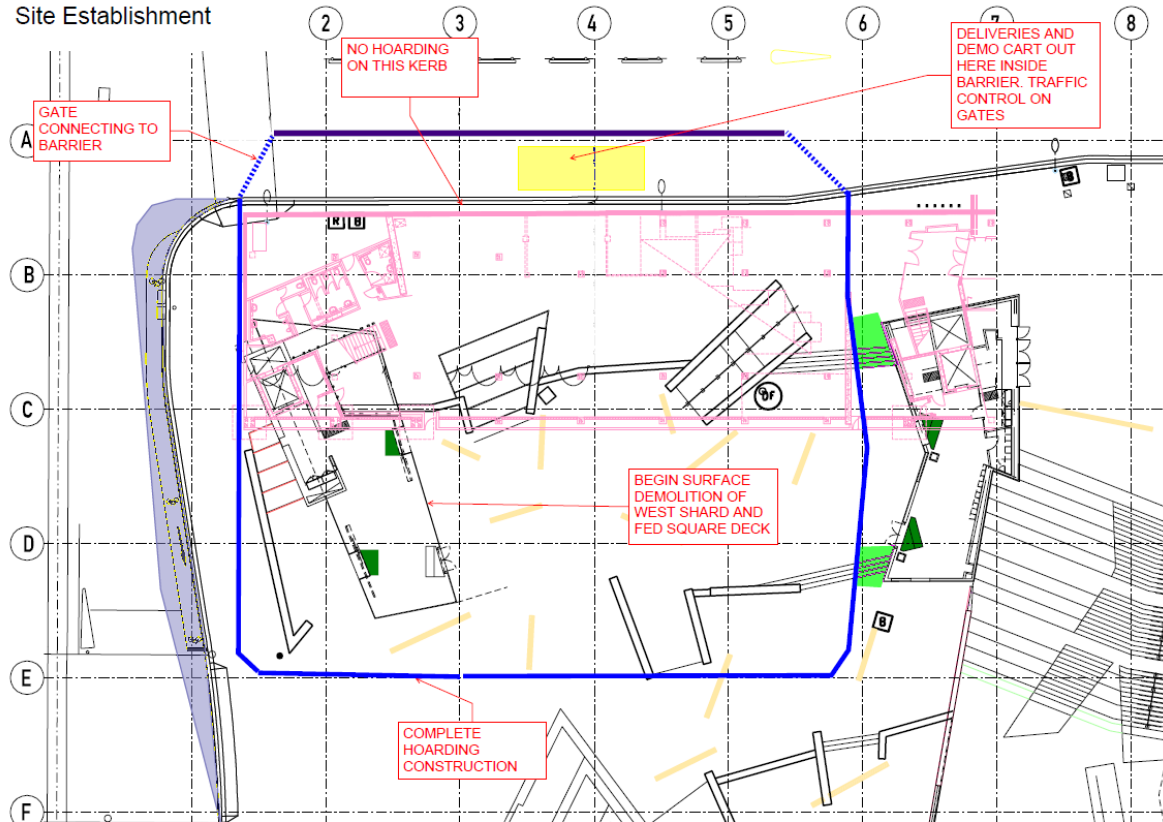 Site Establishment
2
3
4
5
6
7
8
NO HOARDING
ON THIS KERB
DELIVERIES AND
DEMO CART OUT
HERE INSIDE
BARRIER. TRAFFIC
CONTROL ON
GATES
GATE
CONNECTING TO
BARRIER
A
B
R B
B
C
DF
BEGIN SURFACE
DEMOLITION OF
WEST SHARD AND
FED SQUARE DECK
D
B
E
COMPLETE
HOARDING
CONSTRUCTION
F